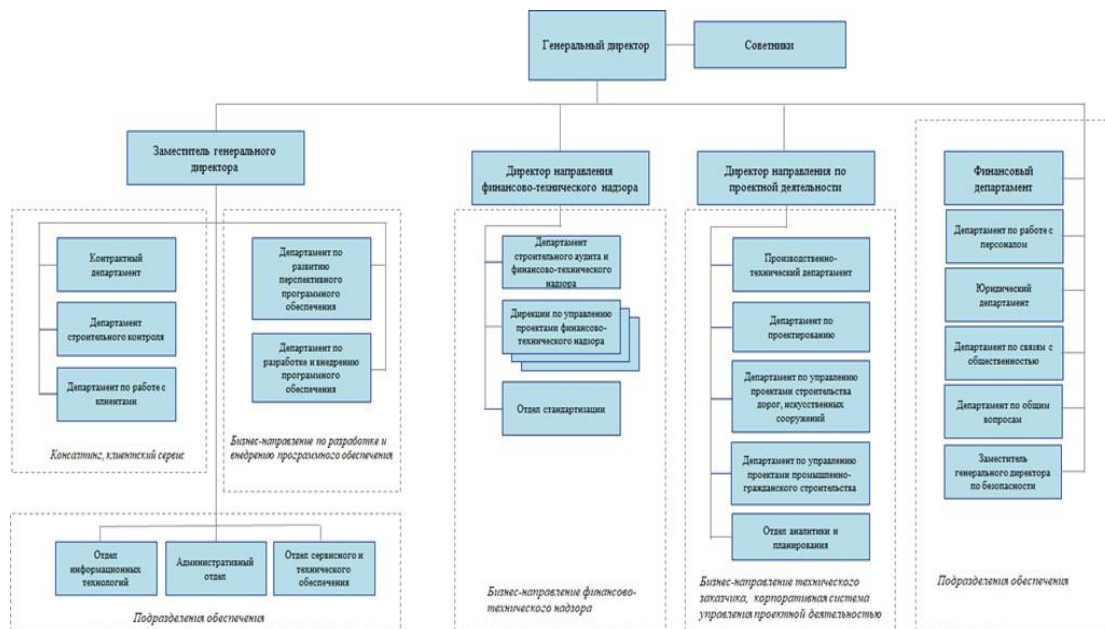 Генеральный директор
Советники
Заместитель генерального
директора
Директор направления
финансово-технического надзора
Директор направления по
проектной деятельности
Финансовый
департамент
Контрактный
департамент
Департамент
строительного контроля
Департамент по работе с
клиентами
Консалтинг, клиентский сервис
Департамент по
развитию
перспективного
программного
обеспечения
Департамент по
разработке и внедрению
программного
обеспечения
Бизнес-направление по разработке и
внедрению программного обеспечения
Отдел
информационных
технологий
Административный
отдел
Отдел сервисного и
технического
обеспечения
Подразделения обеспечения
Департамент
строительного аудита и
финансово-технического
надзора
Дирекции по управлению
проектами финансово-
технического надзора
Отдел стандартизации
Бизнес-направление финансово-
технического надзора
Производственно-
технический департамент
Департамент по
проектированию
Департамент по управлению
проектами строительства
дорог, искусственных
сооружений
Департамент по управлению
проектами промышленно-
гражданского строительства
Отдел аналитики и
планирования
Бизнес-направление технического
заказчика, корпоративная система
управления проектной деятельностью
Департамент по работе с
персоналом
Юридический
департамент
Департамент по связям с
общественностью
Департамент по общим
вопросам
Заместитель
генерального директора
по безопасности
Подразделения обеспечения